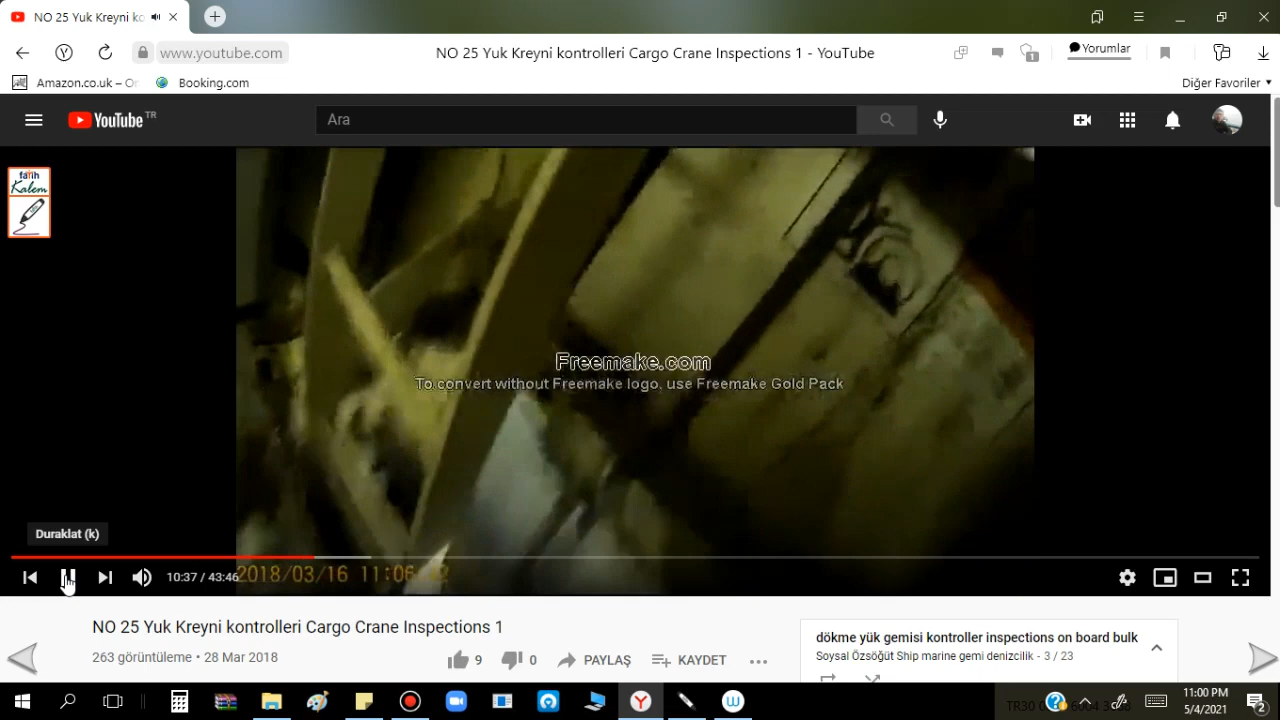 NO 25 Yuk Kreyni ko
www.youtube.com
NO 25 Yuk Kreyni kontrolleri Cargo Crane Inspections 1 - YouTube
1
Yorumlar
Amazon.co.uk – Or
Booking.com
Diğer Favoriler
YouTube TR
Ara
fatih
Kalem
Freemake.com
To convert without Freemake logo, use Freemake Gold Pack
Duraklat (k)
10:37 / 43:46
2018/03/16 11:06:
NO 25 Yuk Kreyni kontrolleri Cargo Crane Inspections 1
263 görüntüleme • 28 Mar 2018
9
0
PAYLAŞ
KAYDET
dökme yük gemisi kontroller inspections on board bulk
Soysal Özsöğüt Ship marine gemi denizcilik - 3 / 23
11:00 PM
5/4/2021
2